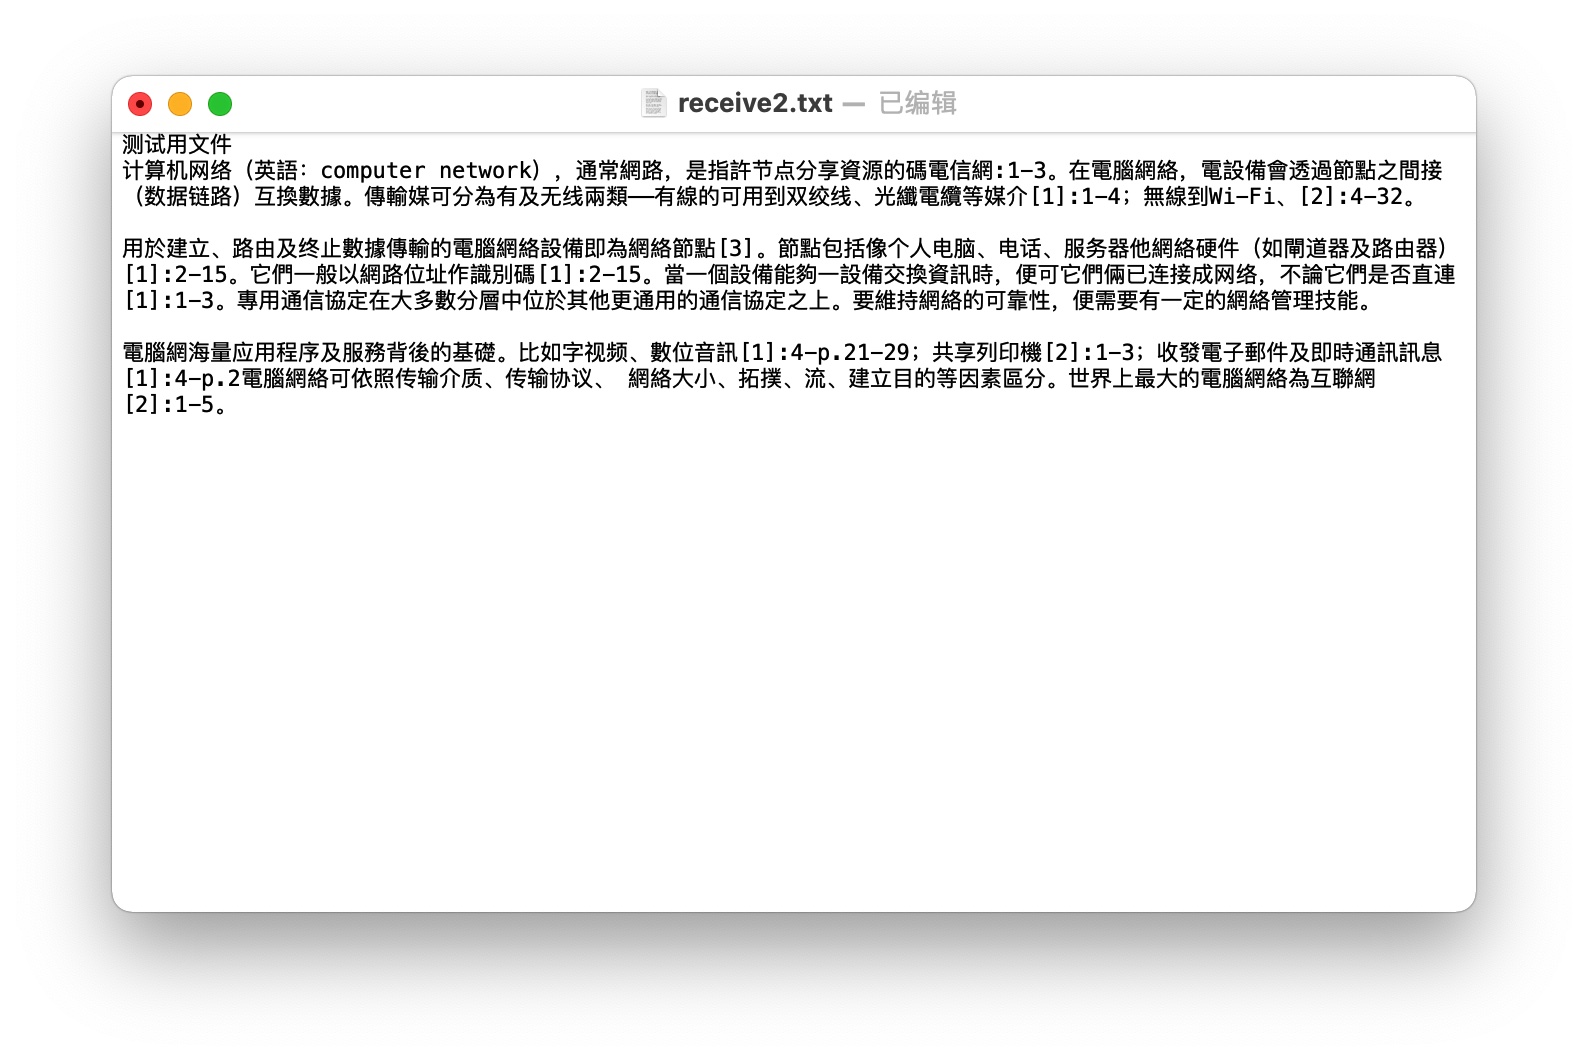 receive2.txt — 已编辑
测试用文件
计算机网络（英語：computer network），通常網路，是指許节点分享資源的碼電信網:1-3。在電腦網絡，電設備會透過節點之間接
（数据链路）互換數據。傳輸媒可分為有及无线兩類——有線的可用到双绞线、光纖電纜等媒介[1]:1-4；無線到Wi-Fi、[2]:4-32。
用於建立、路由及终止數據傳輸的電腦網絡設備即為網絡節點[3]。節點包括像个人电脑、电话、服务器他網絡硬件（如閘道器及路由器）
[1]:2-15。它們一般以網路位址作識別碼[1]:2-15。當一個設備能夠一設備交換資訊時，便可它們倆已连接成网络，不論它們是否直連
[1]:1-3。專用通信協定在大多數分層中位於其他更通用的通信協定之上。要維持網絡的可靠性，便需要有一定的網絡管理技能。
電腦網海量应用程序及服務背後的基礎。比如字视频、數位音訊[1]:4-p.21-29；共享列印機[2]:1-3；收發電子郵件及即時通訊訊息
[1]:4-p.2電腦網絡可依照传输介质、传输协议、 網絡大小、拓撲、流、建立目的等因素區分。世界上最大的電腦網絡為互聯網
[2]:1-5。